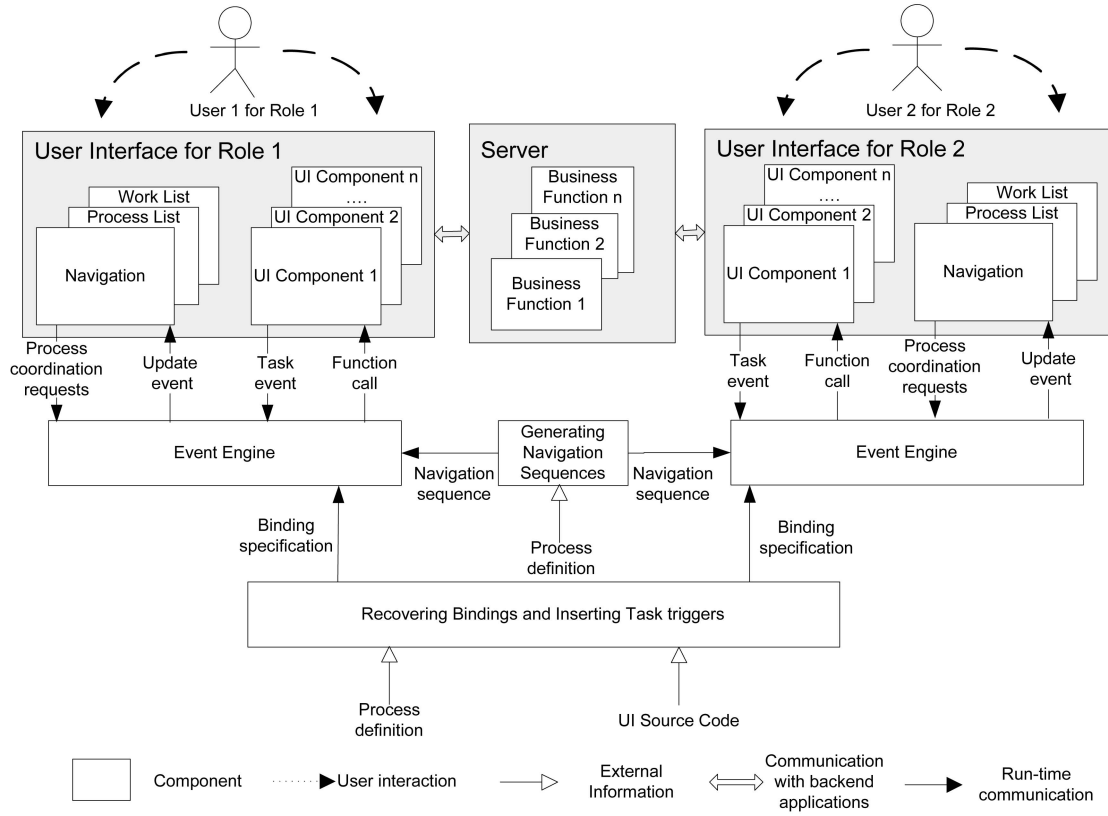 User 1 for Role 1
User 2 for Role 2
User Interface for Role 1
Work List
Process List
Navigation
UI Component n
....
UI Component 2
UI Component 1
Server
Business
Function n
Business
Function 2
Business
Function 1
User Interface for Role 2
UI Component n
....
UI Component 2
UI Component 1
Work List
Process List
Navigation
Process
coordination
requests
Update
event
Task
event
Function
call
Task
event
Function
call
Process
coordination
requests
Update
event
Event Engine
Generating
Navigation
Sequences
Event Engine
Navigation
sequence
Navigation
sequence
Binding
specification
Process
definition
Binding
specification
Recovering Bindings and Inserting Task triggers
Process
definition
UI Source Code
Component
User interaction
External
Information
Communication
with backend
applications
Run-time
communication